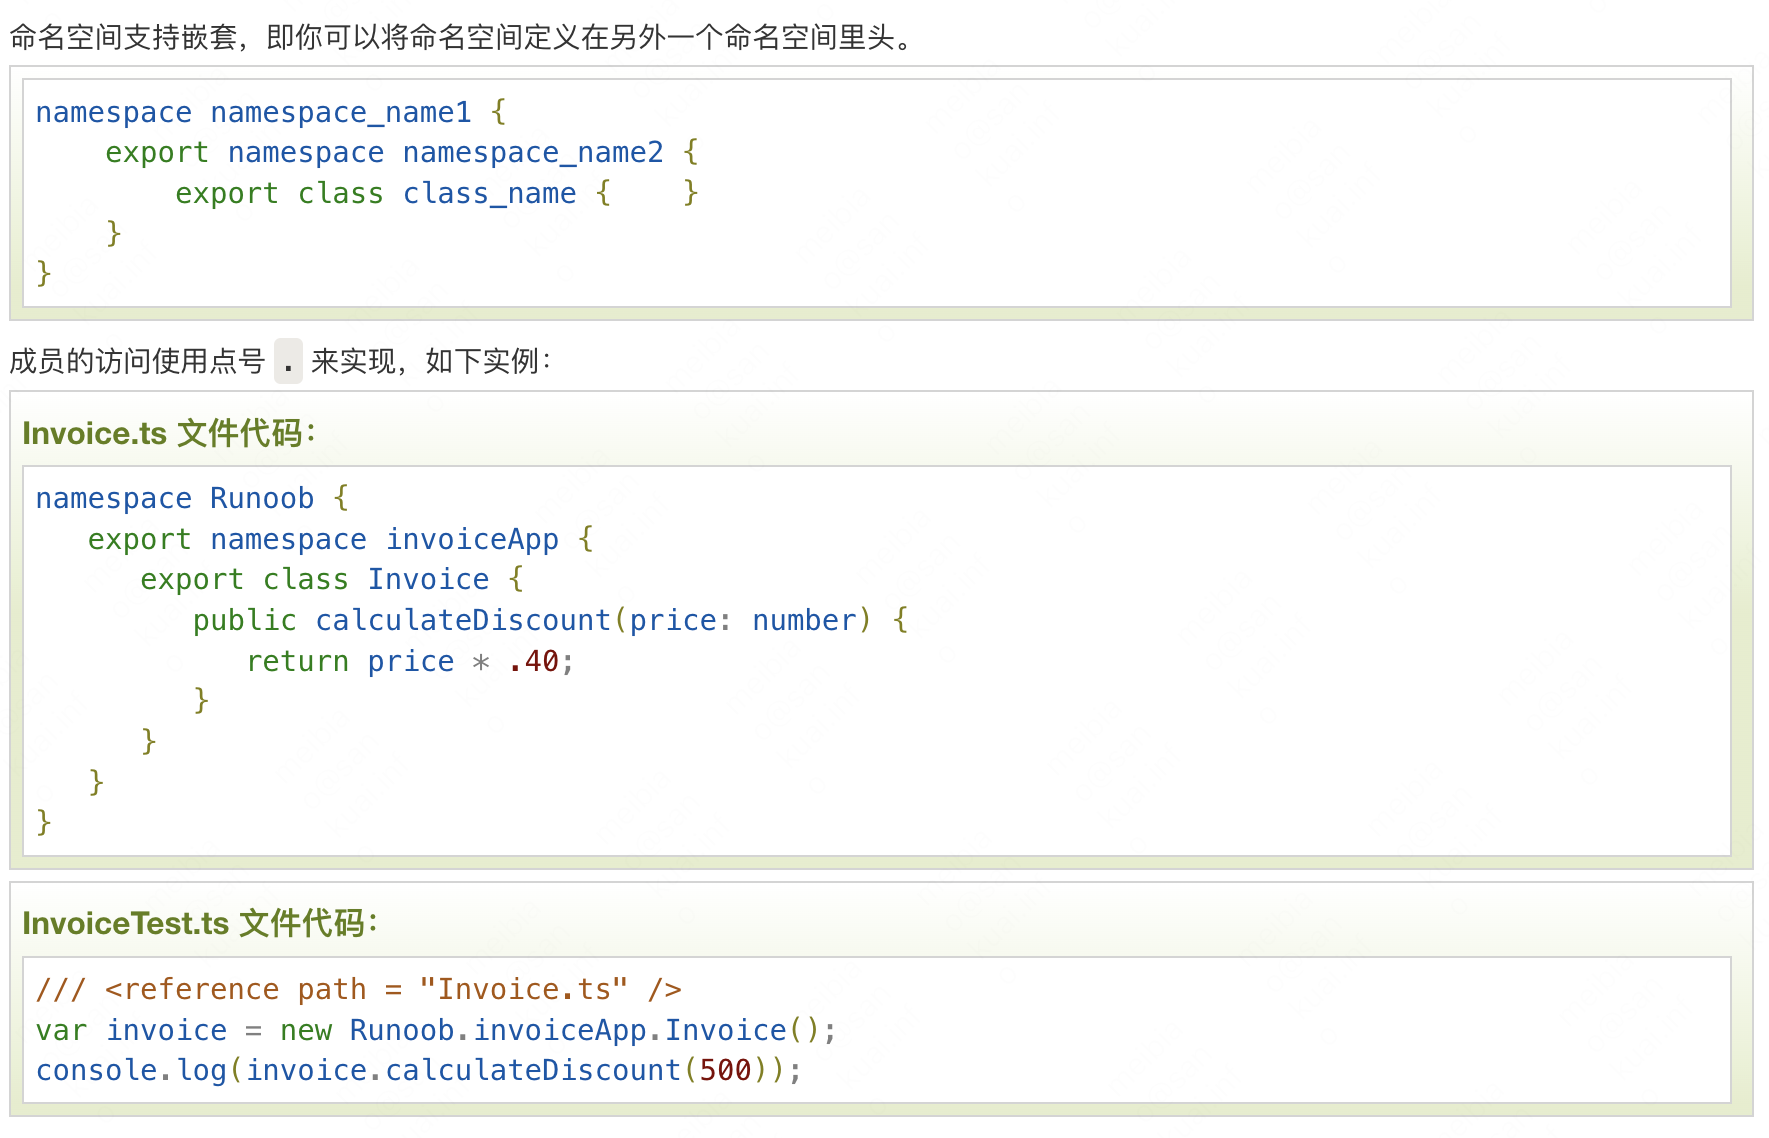 命名空间支持嵌套，即你可以将命名空间定义在另外一个命名空间里头。
namespace namespace_name1 {
    export namespace namespace_name2 {
        export class class_name {    }
    }
}
成员的访问使用点号 . 来实现，如下实例：
Invoice.ts 文件代码：
namespace Runoob {
   export namespace invoiceApp {
      export class Invoice {
         public calculateDiscount(price: number) {
            return price * .40;
         }
      }
   }
}
InvoiceTest.ts 文件代码：
/// <reference path = "Invoice.ts" />
var invoice = new Runoob.invoiceApp.Invoice();
console.log(invoice.calculateDiscount(500));